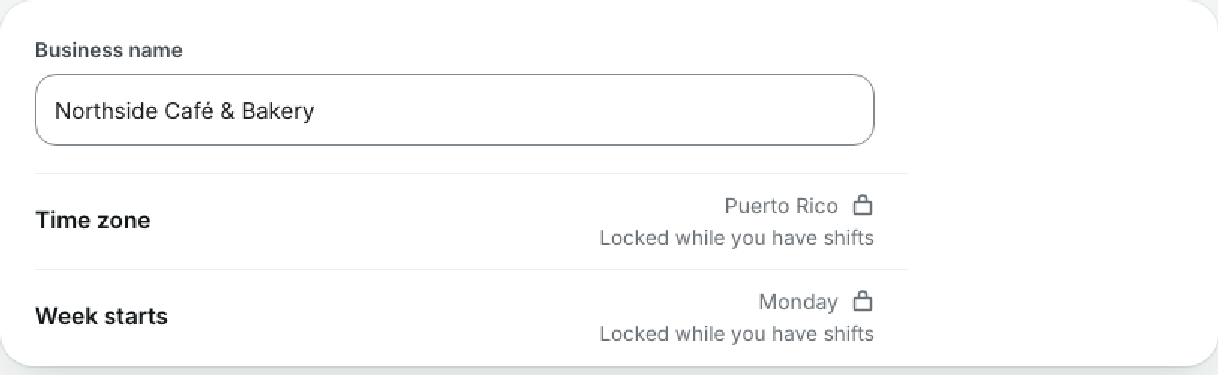 Business name
Northside Café & Bakery
Time zone
Puerto Rico
Locked while you have shifts
Week starts
Monday
Locked while you have shifts